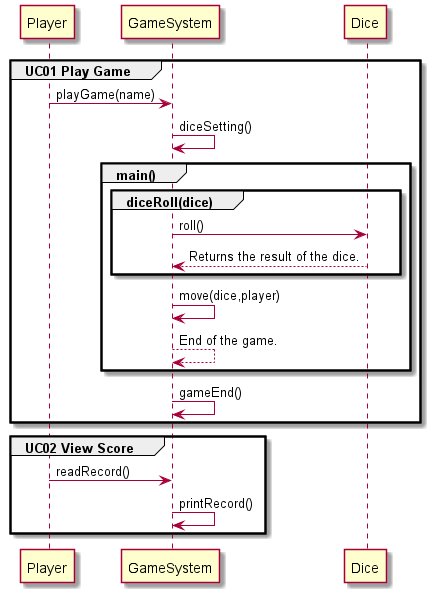 Player GameSystem Dice
UC01 Play Game
playGame(name)
diceSetting()
main()
diceRoll(dice)
roll()
Returns the result of the dice.
move(dice,player)
End of the game.
gameEnd()
UC02 View Score
readRecord()
printRecord()
Player GameSystem Dice